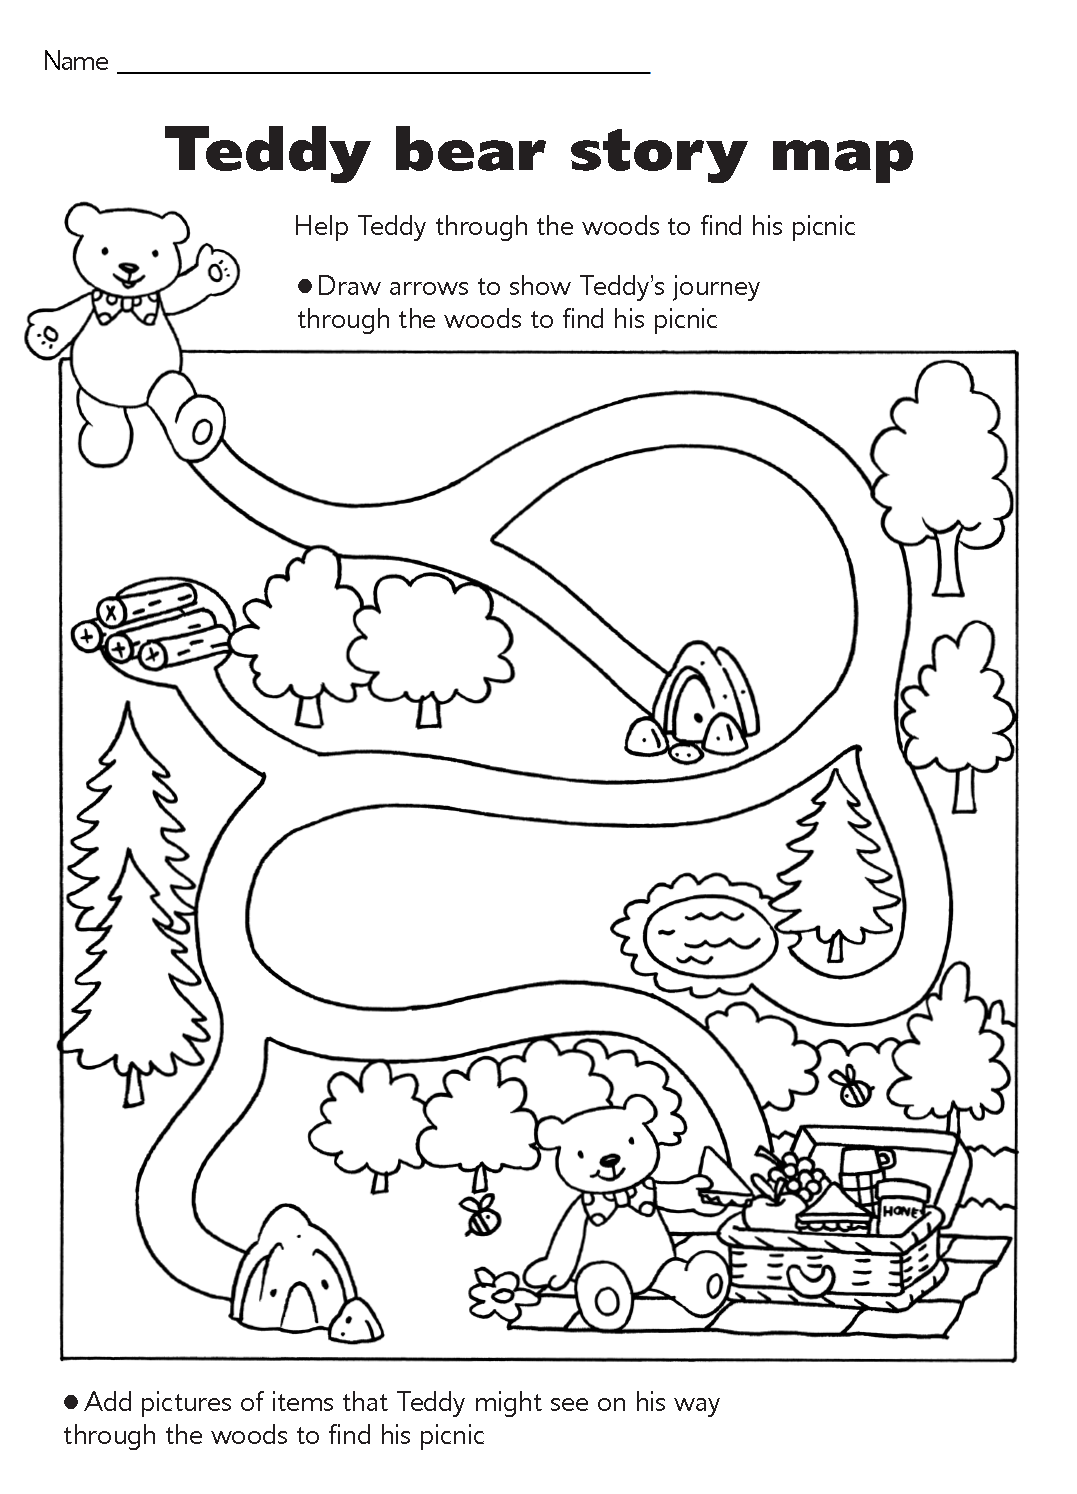 Name
Teddy bear story map
Help Teddy through the woods to find his picnic
●Draw arrows to show Teddy's journey
through the woods to find his picnic
HONEY
●Add pictures of items that Teddy might see on his way
through the woods to find his picnic